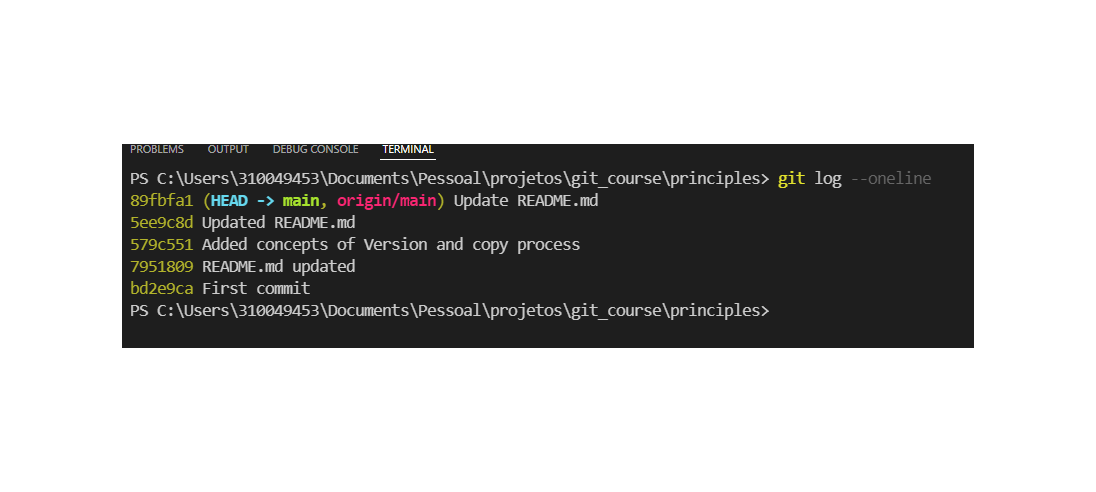 PROBLEMS OUTPUT DEBUG CONSOLE TERMINAL
PS C:\Users\310049453\Documents\Pessoal\projetos\git_course\principles> git log --oneline
89fbfa1 (HEAD -> main, origin/main) Update README.md
5ee9c8d Updated README.md
579c551 Added concepts of Version and copy process
7951809 README.md updated
bd2e9ca First commit
PS C:\Users\310049453\Documents\Pessoal\projetos\git_course\principles>